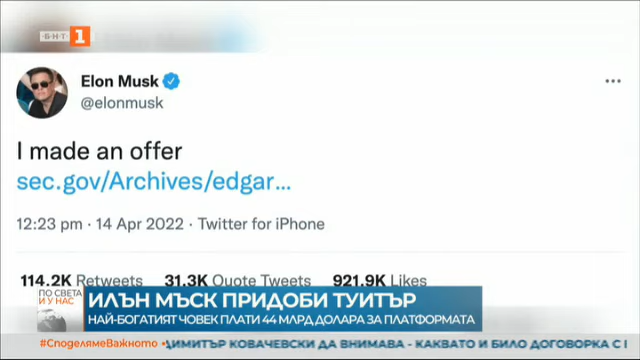 БНТ 1
Elon Musk
@elonmusk
I made an offer
sec.gov/Archives/edgar...
12:23 pm · 14 Apr 2022 · Twitter for iPhone
114.2K Retweets 31.3K Quote Tweets 921.9K Likes
ПО СВЕТА
И У НАС
ИЛЪН МЪСК ПРИДОБИ ТУИТЪР
НАЙ-БОГАТИЯТ ЧОВЕК ПЛАТИ 44 МЛРД ДОЛАРА ЗА ПЛАТФОРМАТА
#СподелямеВажното • ДИМИТЪР КОВАЧЕВСКИ ДА ВНИМАВА - КАКВАТО И БИЛО ДОГОВОРКА С